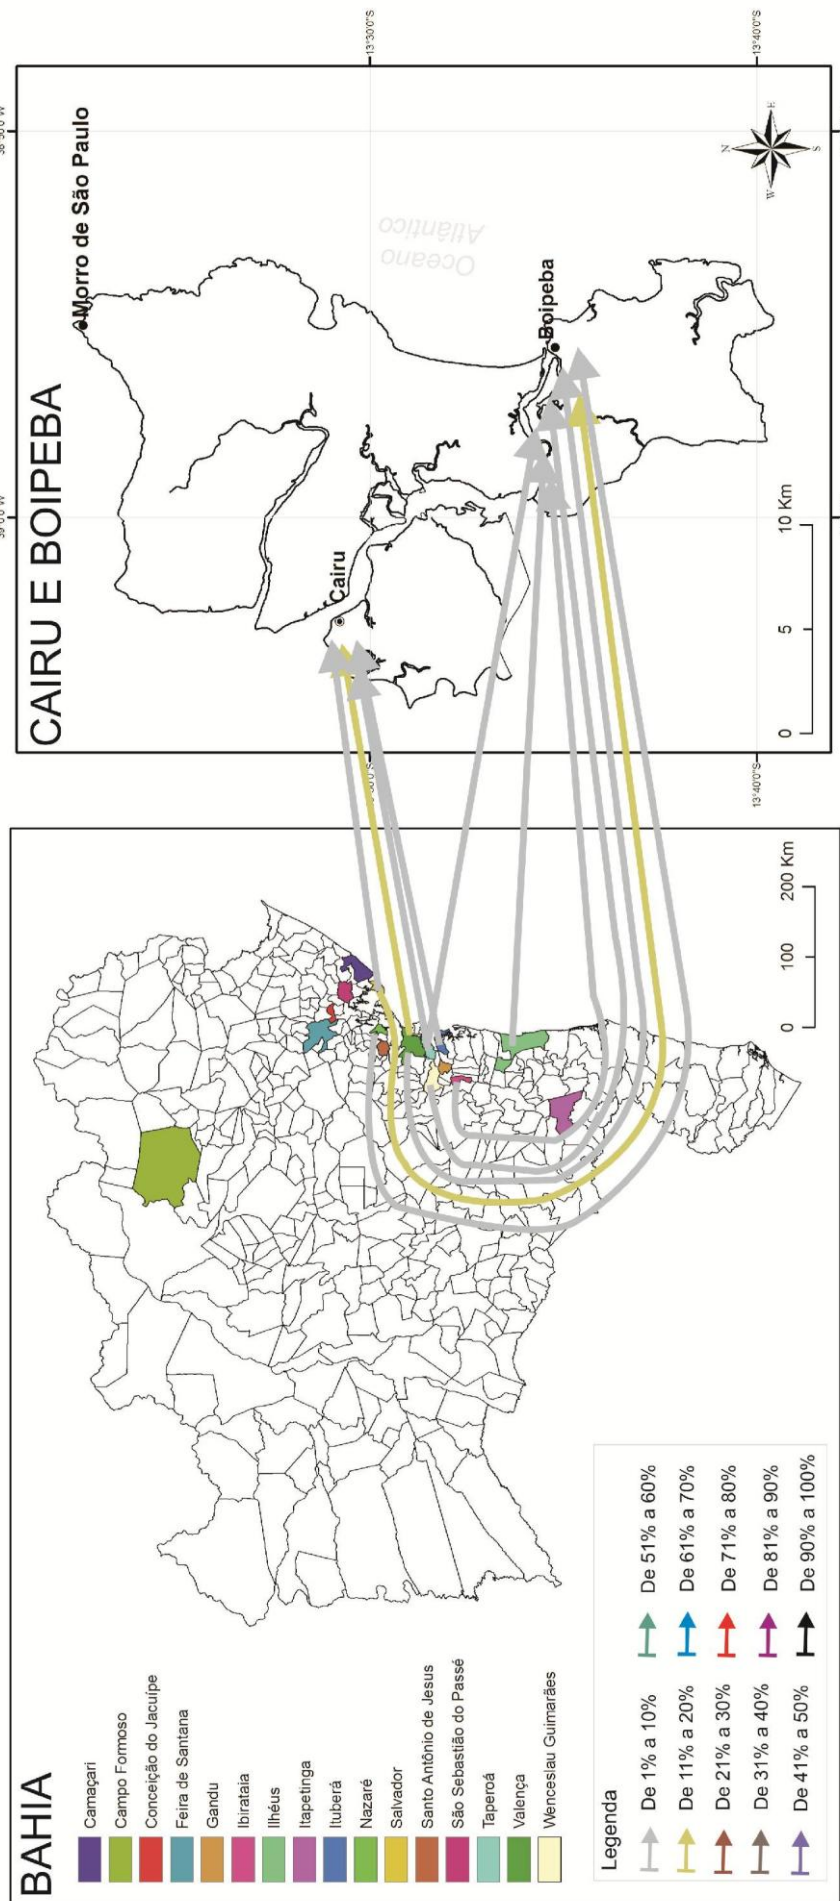 BAHIA
Camaçari
Campo Formoso
Conceição do Jacuípe
Feira de Santana
Gandu
Ibirataia
Ilhéus
Itapetinga
Ituberá
Nazaré
Salvador
Santo Antônio de Jesus
São Sebastião do Passé
Taperoá
Valença
Wenceslau Guimarães
Legenda
De 1% a 10%
De 11% a 20%
De 21% a 30%
De 31% a 40%
De 41% a 50%
De 51% a 60%
De 61% a 70%
De 71% a 80%
De 81% a 90%
De 90% a 100%
0 100 200 Km
CAIRU E BOIPEBA
Morro de São Paulo
Cairu
Boipeba
Oceano
Atlântico
0 5 10 Km
N
E
S
W
13°30'0"S
13°40'0"S
13°40'0"S